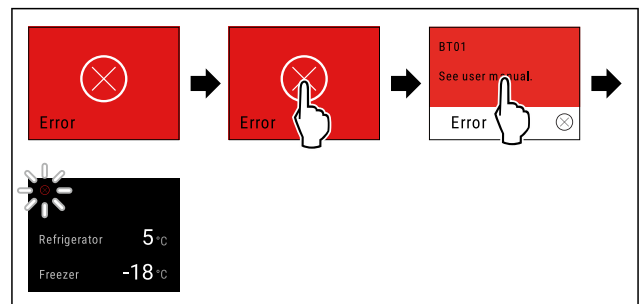 Error
Error
BT01
See user manual.
Error
Refrigerator 5 °C
Freezer -18 °C